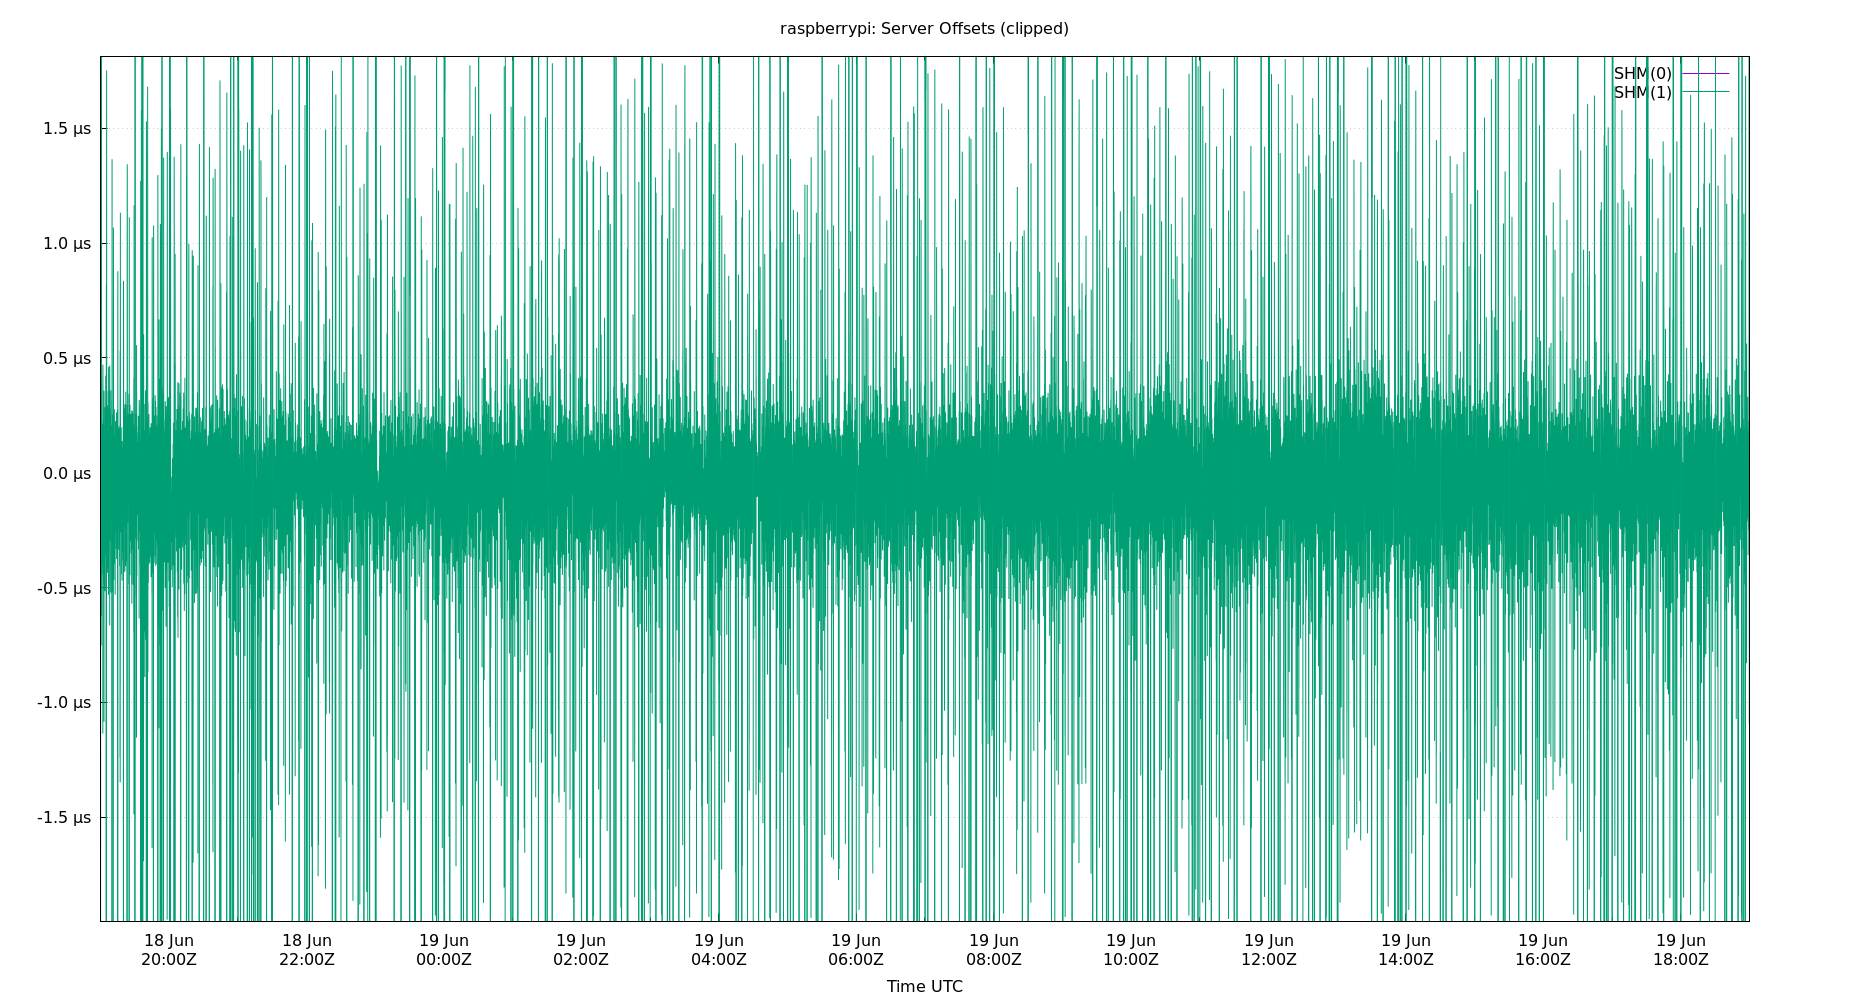 raspberrypi: Server Offsets (clipped)
SHM(0)
SHM(1)
1.5 µs
1.0 µs
0.5 µs
0.0 µs
-0.5 µs
-1.0 µs
-1.5 µs
18 Jun 18 Jun 19 Jun 19 Jun 19 Jun 19 Jun 19 Jun 19 Jun 19 Jun 19 Jun 19 Jun 19 Jun
20:00Z 22:00Z 00:00Z 02:00Z 04:00Z 06:00Z 08:00Z 10:00Z 12:00Z 14:00Z 16:00Z 18:00Z
Time UTC